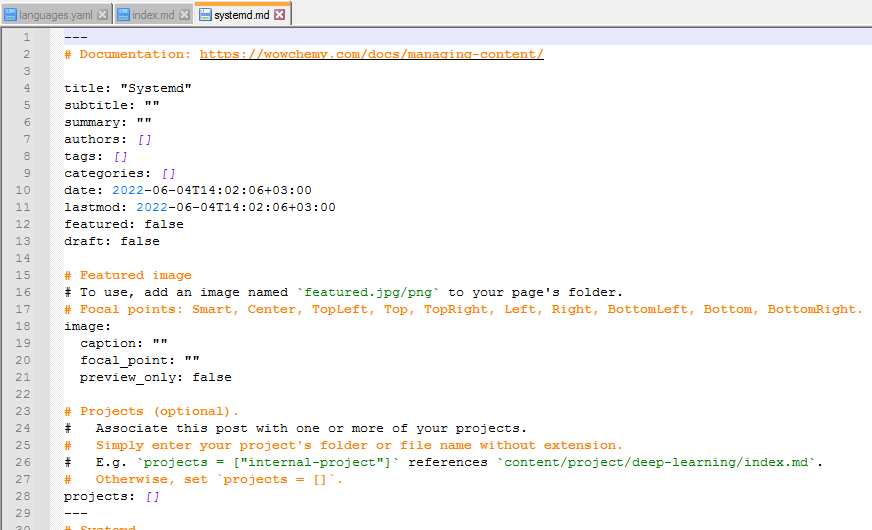 languages.yaml index.md systemd.md
1 ---
2 # Documentation: https://wowchemy.com/docs/managing-content/
3
4 title: "Systemd"
5 subtitle: ""
6 summary: ""
7 authors: []
8 tags: []
9 categories: []
10 date: 2022-06-04T14:02:06+03:00
11 lastmod: 2022-06-04T14:02:06+03:00
12 featured: false
13 draft: false
14
15 # Featured image
16 # To use, add an image named `featured.jpg/png` to your page's folder.
17 # Focal points: Smart, Center, TopLeft, Top, TopRight, Left, Right, BottomLeft, Bottom, BottomRight.
18 image:
19   caption: ""
20   focal_point: ""
21   preview_only: false
22
23 # Projects (optional).
24 #   Associate this post with one or more of your projects.
25 #   Simply enter your project's folder or file name without extension.
26 #   E.g. `projects = ["internal-project"]` references `content/project/deep-learning/index.md`.
27 #   Otherwise, set `projects = []`.
28 projects: []
29 ---
30 # Systemd